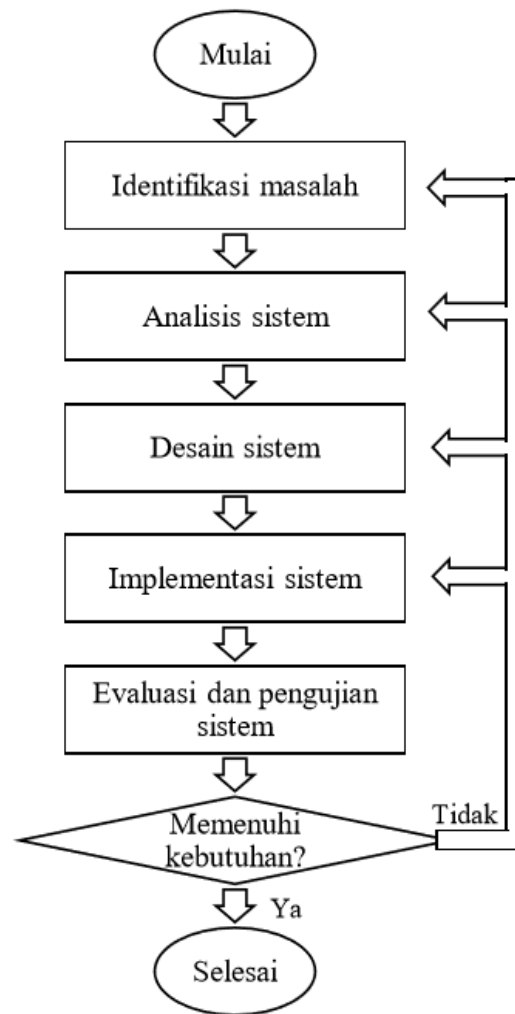 Mulai
Identifikasi masalah
Analisis sistem
Desain sistem
Implementasi sistem
Evaluasi dan pengujian
sistem
Memenuhi
kebutuhan?
Tidak
Ya
Selesai